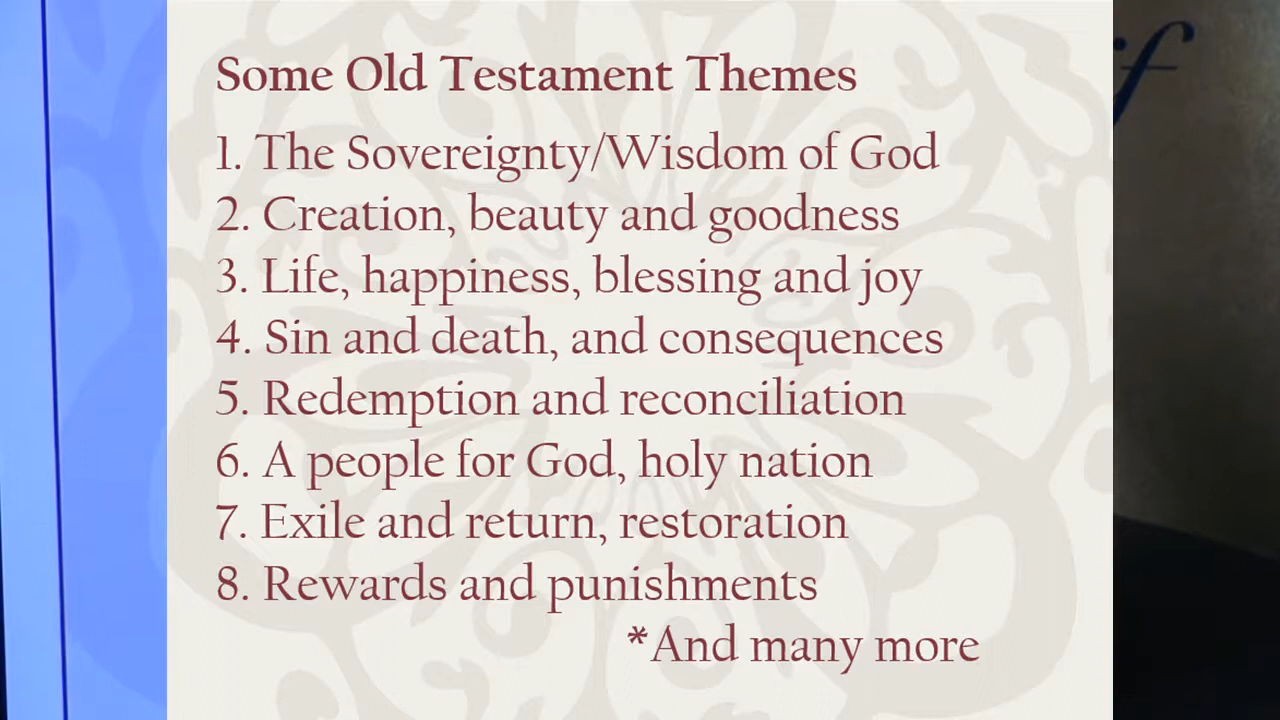 Some Old Testament Themes
1. The Sovereignty/Wisdom of God
2. Creation, beauty and goodness
3. Life, happiness, blessing and joy
4. Sin and death, and consequences
5. Redemption and reconciliation
6. A people for God, holy nation
7. Exile and return, restoration
8. Rewards and punishments
*And many more